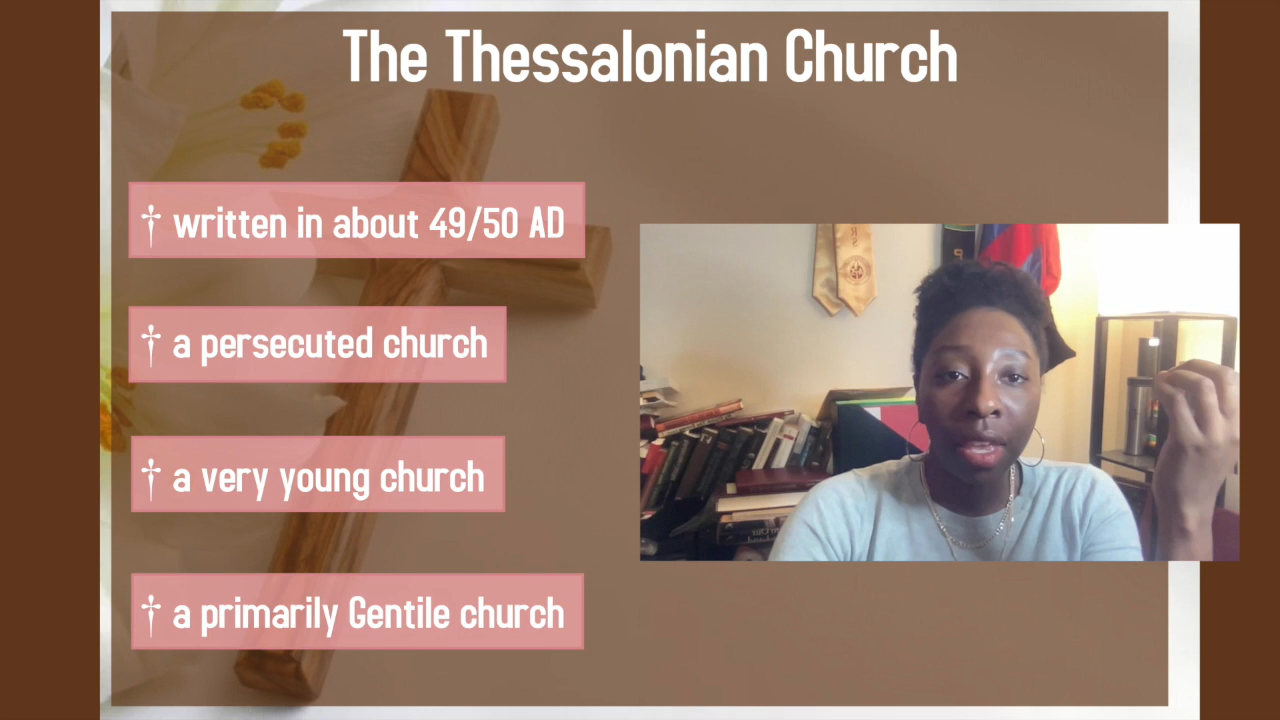 The Thessalonian Church
† written in about 49/50 AD
† a persecuted church
† a very young church
† a primarily Gentile church